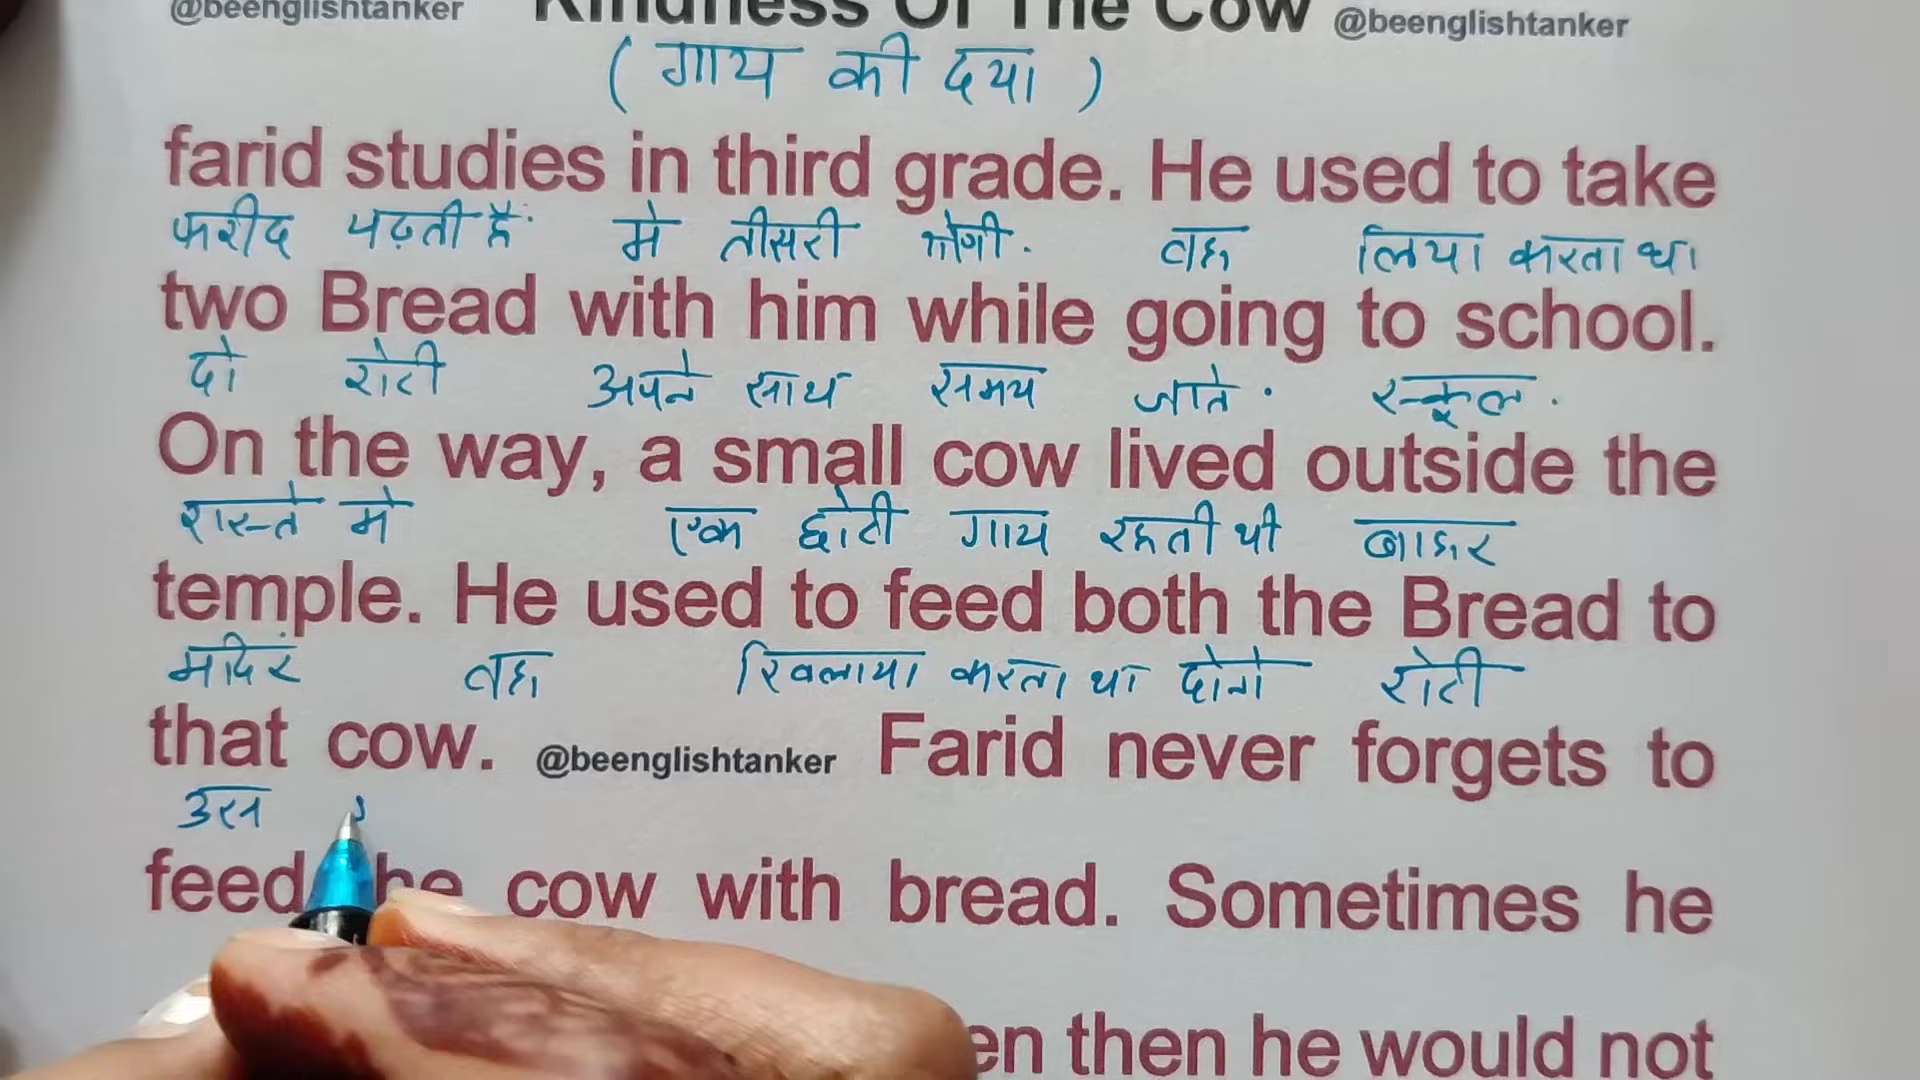 @beenglishtanker Kindness Of The Cow @beenglishtanker
( गाय की दया )
farid studies in third grade. He used to take
फरीद पढ़ती है. मे तीसरी श्रेणी. वह लिया करता था
two Bread with him while going to school.
दो रोटी अपने साथ समय जाते. स्कूल.
On the way, a small cow lived outside the
रास्ते मे एक छोटी गाय रहती थी बाहर
temple. He used to feed both the Bread to
मंदिर वह खिलाया करता था दोनो रोटी
that cow. @beenglishtanker Farid never forgets to
उस
feed he cow with bread. Sometimes he
en then he would not